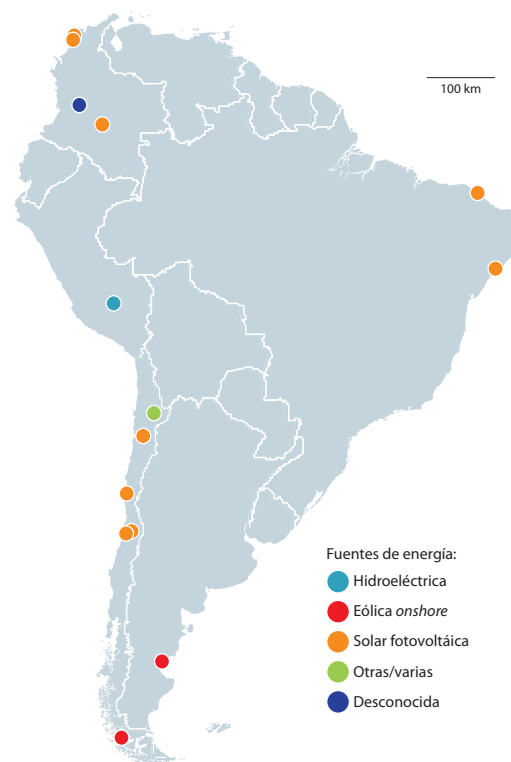 100 km
Fuentes de energía:
Hidroeléctrica
Eólica onshore
Solar fotovoltáica
Otras/varias
Desconocida